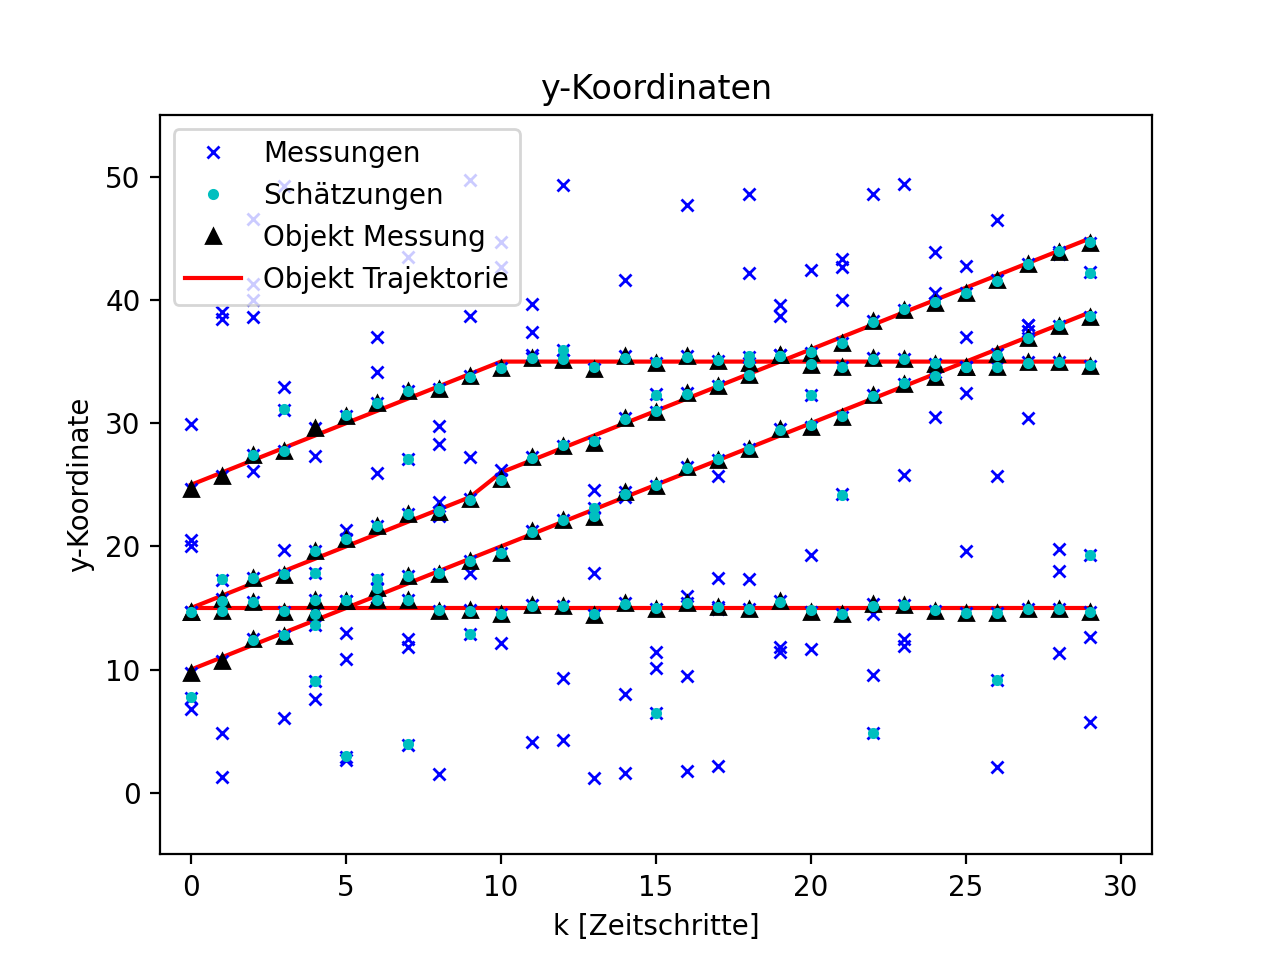 y-Koordinaten
Messungen
Schätzungen
Objekt Messung
Objekt Trajektorie
y-Koordinate
50
40
30
20
10
0
0 5 10 15 20 25 30
k [Zeitschritte]